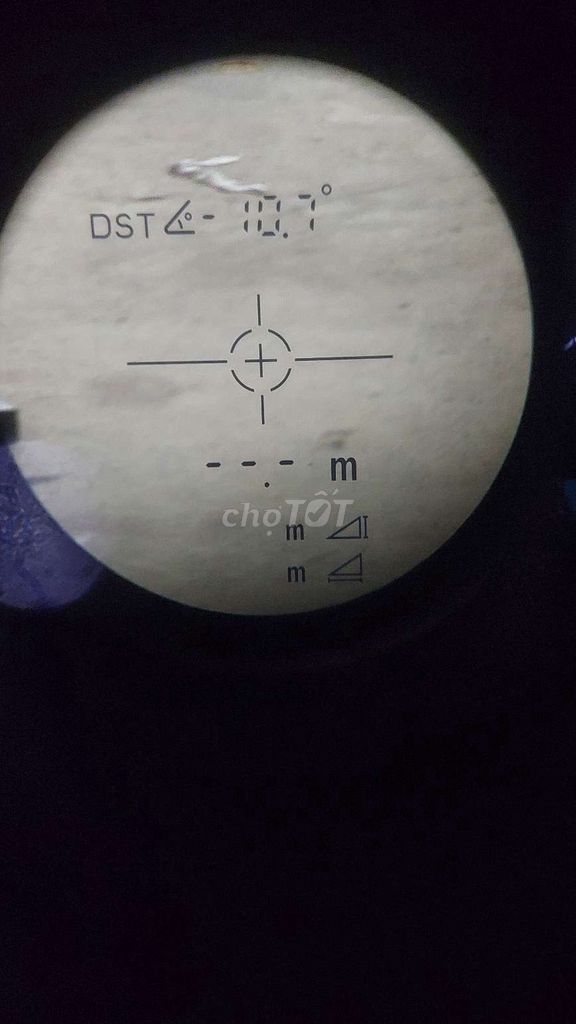 DST - 10.7°
--.- m
chợTỐT
m
m